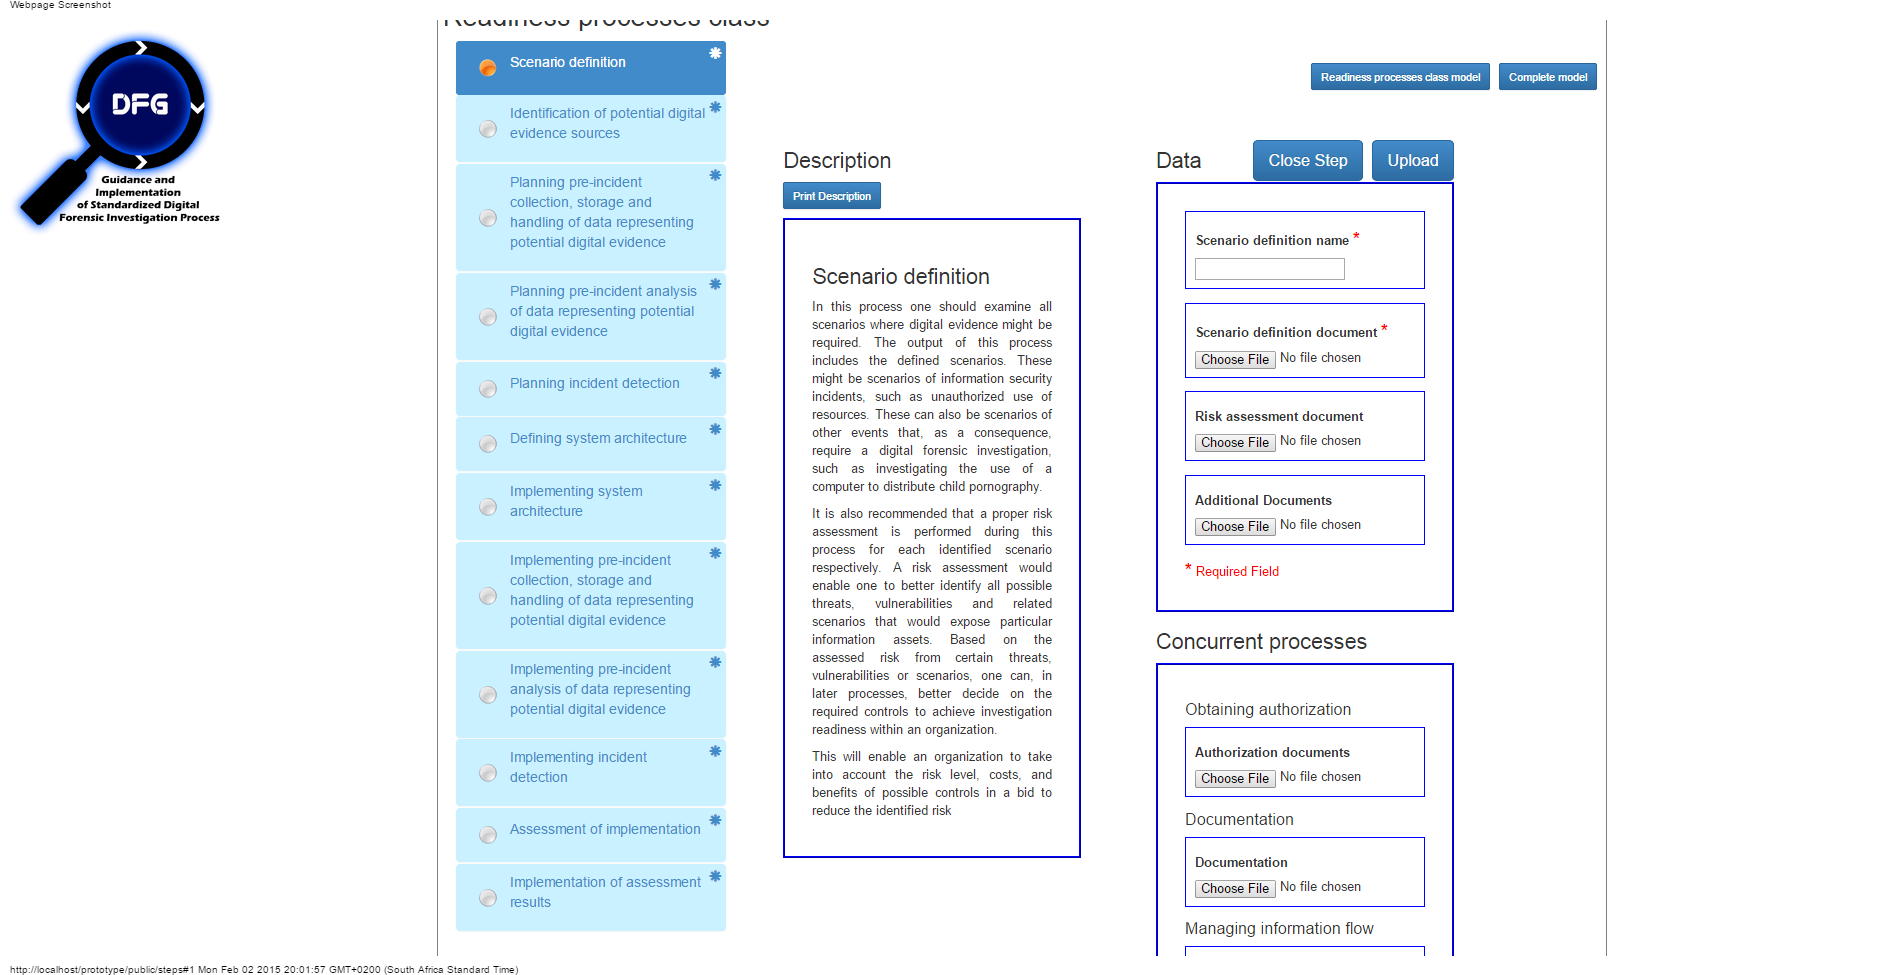 Webpage Screenshot
DFG
Guidance and
Implementation
of Standardized Digital
Forensic Investigation Process
Readiness processes class
Scenario definition
Identification of potential digital
evidence sources
Planning pre-incident
collection, storage and
handling of data representing
potential digital evidence
Planning pre-incident analysis
of data representing potential
digital evidence
Planning incident detection
Defining system architecture
Implementing system
architecture
Implementing pre-incident
collection, storage and
handling of data representing
potential digital evidence
Implementing pre-incident
analysis of data representing
potential digital evidence
Implementing incident
detection
Assessment of implementation
Implementation of assessment
results
Readiness processes class model
Complete model
Description
Print Description
Scenario definition
In this process one should examine all
scenarios where digital evidence might be
required. The output of this process
includes the defined scenarios. These
might be scenarios of information security
incidents, such as unauthorized use of
resources. These can also be scenarios of
other events that, as a consequence,
require a digital forensic investigation,
such as investigating the use of a
computer to distribute child pornography.
It is also recommended that a proper risk
assessment is performed during this
process for each identified scenario
respectively. A risk assessment would
enable one to better identify all possible
threats, vulnerabilities and related
scenarios that would expose particular
information assets. Based on the
assessed risk from certain threats,
vulnerabilities or scenarios, one can, in
later processes, better decide on the
required controls to achieve investigation
readiness within an organization.
This will enable an organization to take
into account the risk level, costs, and
benefits of possible controls in a bid to
reduce the identified risk
Data
Close Step
Upload
Scenario definition name *
Scenario definition document *
Choose File No file chosen
Risk assessment document
Choose File No file chosen
Additional Documents
Choose File No file chosen
* Required Field
Concurrent processes
Obtaining authorization
Authorization documents
Choose File No file chosen
Documentation
Documentation
Choose File No file chosen
Managing information flow
http://localhost/prototype/public/steps#1 Mon Feb 02 2015 20:01:57 GMT+0200 (South Africa Standard Time)